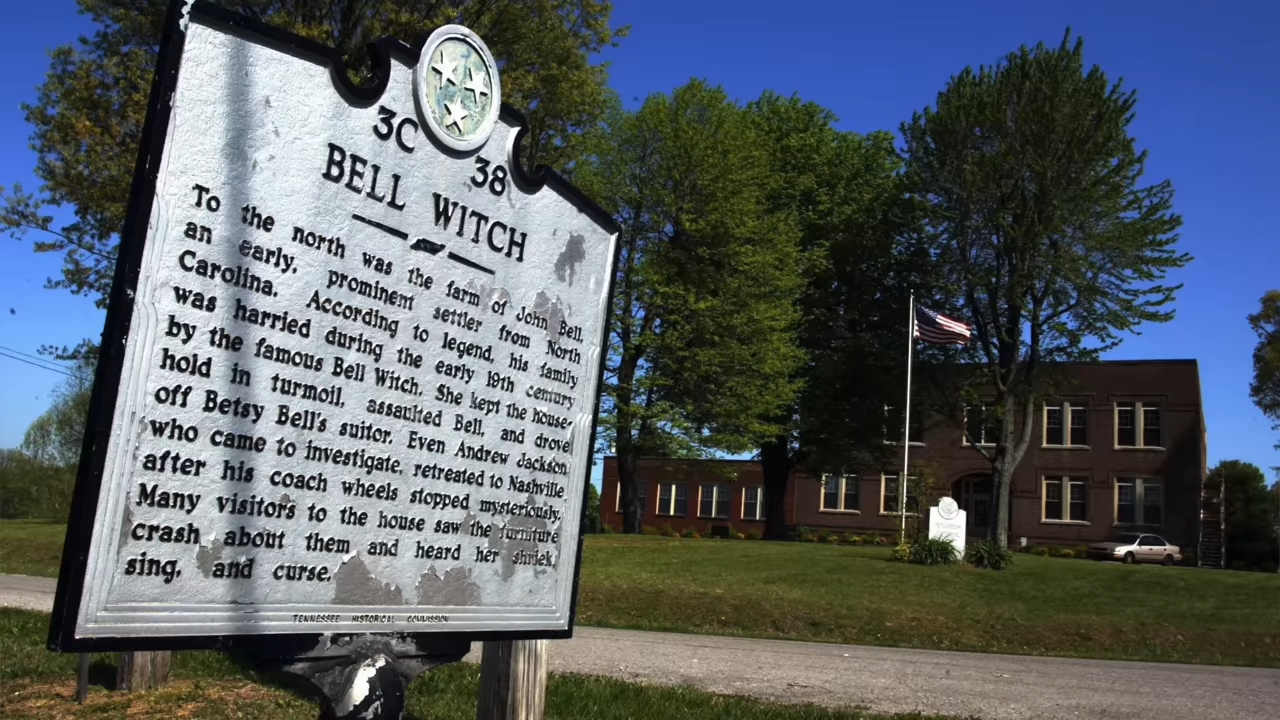 3C 38
BELL WITCH
To the north was the farm of John Bell,
an early, prominent settler from North
Carolina. According to legend, his family
was harried during the early 19th century
by the famous Bell Witch. She kept the house-
hold in turmoil, assaulted Bell, and drove
off Betsy Bell's suitor. Even Andrew Jackson
who came to investigate, retreated to Nashville
after his coach wheels stopped mysteriously.
Many visitors to the house saw the furniture
crash about them and heard her shriek,
sing, and curse.
TENNESSEE HISTORICAL COMMISSION